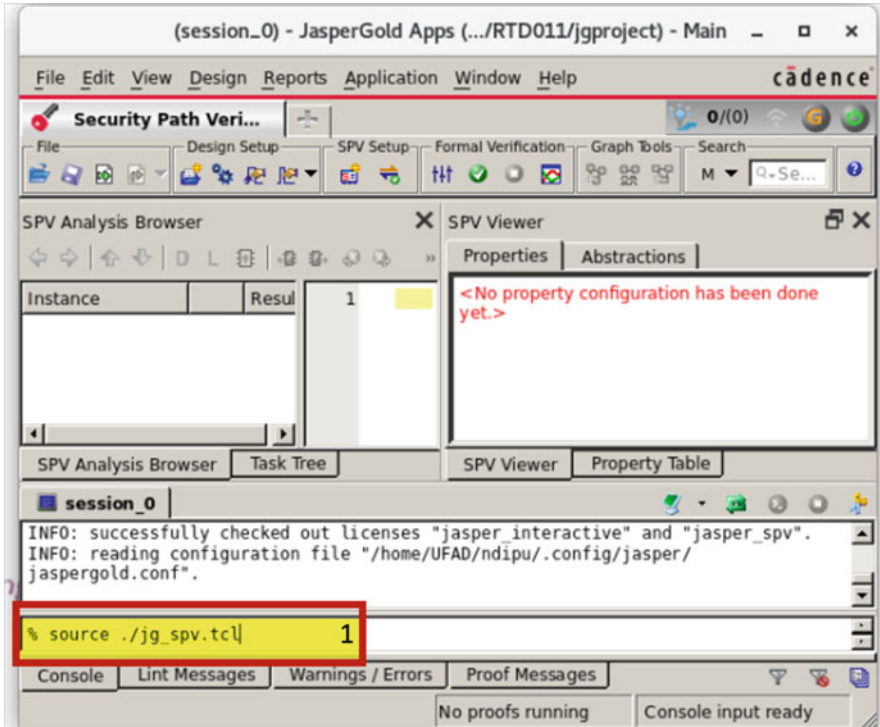 (session_0) - JasperGold Apps (.../RTD011/jgproject) - Main
File Edit View Design Reports Application Window Help
cādence
Security Path Veri...
0/(0)
G
File
Design Setup
SPV Setup
Formal Verification
Graph Tools
Search
M
Se...
?
SPV Analysis Browser
SPV Viewer
D L
»
Properties
Abstractions
Instance
Resul
1
<No property configuration has been done
yet.>
SPV Analysis Browser
Task Tree
SPV Viewer
Property Table
session_0
INFO: successfully checked out licenses "jasper_interactive" and "jasper_spv".
INFO: reading configuration file "/home/UFAD/ndipu/.config/jasper/
jaspergold.conf".
% source ./jg_spv.tcl
1
Console
Lint Messages
Warnings / Errors
Proof Messages
No proofs running
Console input ready